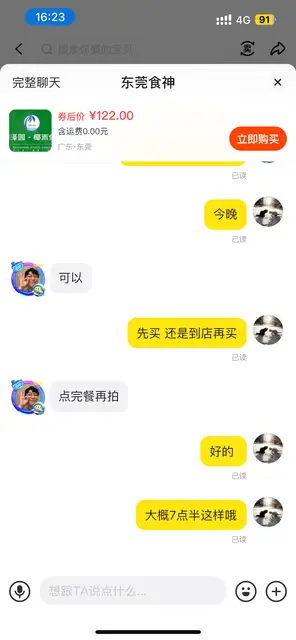 16:23
4G 91
完整聊天
东莞食神
券后价 ¥122.00
含运费0.00元
广东-东莞
立即购买
已读
今晚
已读
可以
先买 还是到店再买
已读
点完餐再拍
好的
已读
大概7点半这样哦
已读
想跟TA说点什么...